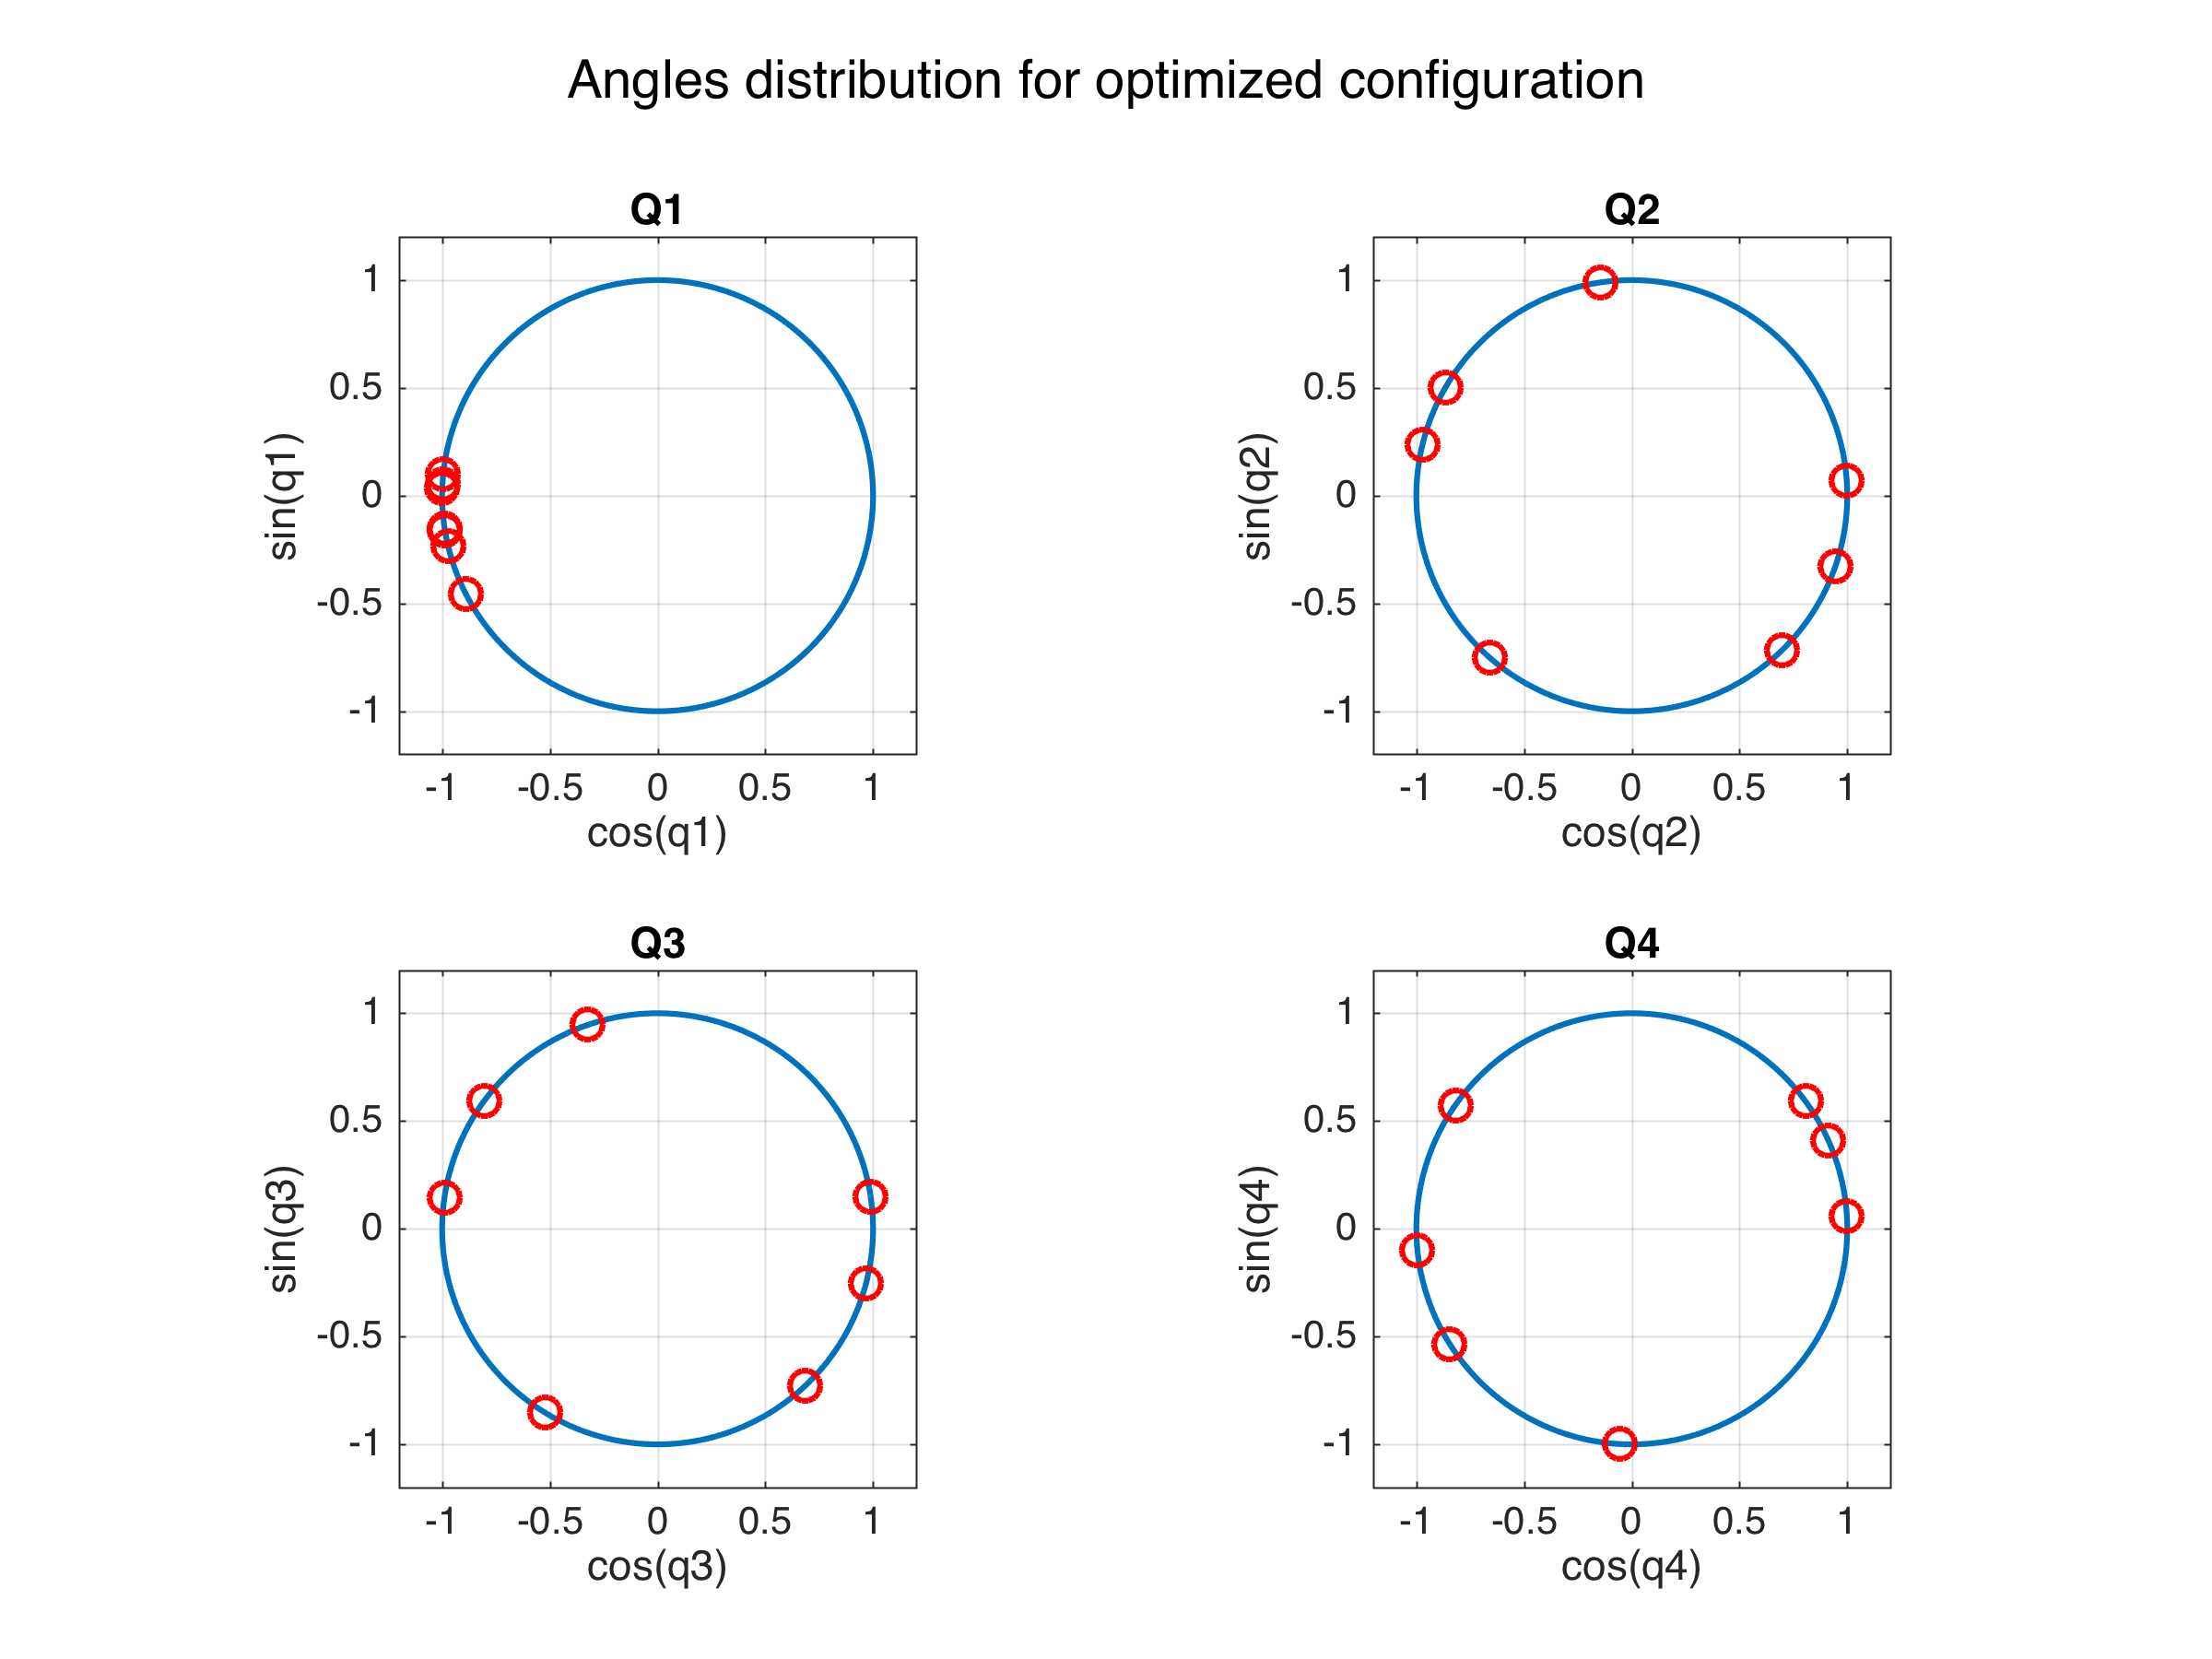 Angles distribution for optimized configuration
Q1
1
0.5
0
-0.5
-1
sin(q1)
-1 -0.5 0 0.5 1
cos(q1)
Q2
1
0.5
0
-0.5
-1
sin(q2)
-1 -0.5 0 0.5 1
cos(q2)
Q3
1
0.5
0
-0.5
-1
sin(q3)
-1 -0.5 0 0.5 1
cos(q3)
Q4
1
0.5
0
-0.5
-1
sin(q4)
-1 -0.5 0 0.5 1
cos(q4)